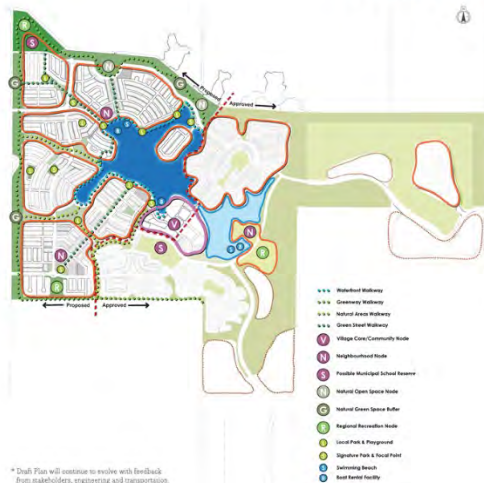 R
S
N
G
N
Proposed
Approved
N
G
V
N
S
R
N
R
Proposed
Approved
Waterfront Walkway
Greenway Walkway
Natural Areas Walkway
Green Street Walkway
V Village Core/Community Node
N Neighbourhood Node
S Possible Municipal School Reserve
N Natural Open Space Node
G Natural Green Space Buffer
R Regional Recreation Node
Local Park & Playground
Signature Park & Focal Point
Swimming Beach
Boat Rental Facility
* Draft Plan will continue to evolve with feedback
from stakeholders, engineering and transportation.